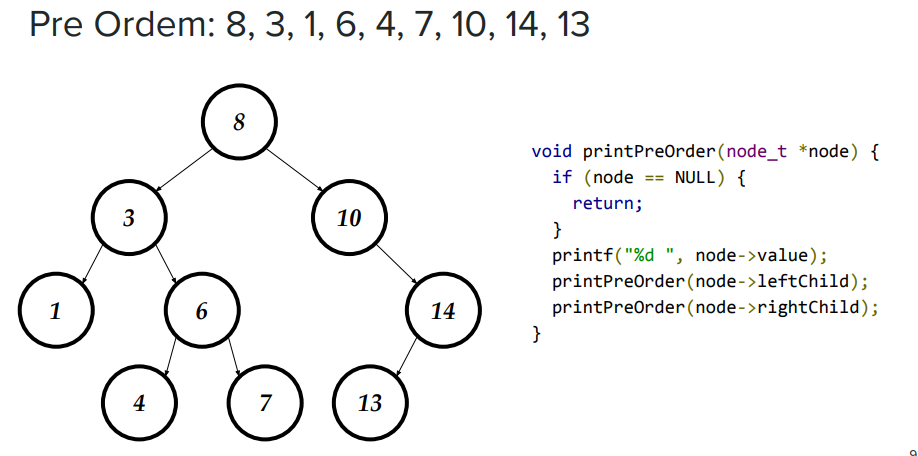 Pre Ordem: 8, 3, 1, 6, 4, 7, 10, 14, 13
8
3
10
1
6
14
4
7
13
void printPreOrder(node_t *node) {
  if (node == NULL) {
    return;
  }
  printf("%d ", node->value);
  printPreOrder(node->leftChild);
  printPreOrder(node->rightChild);
}
9